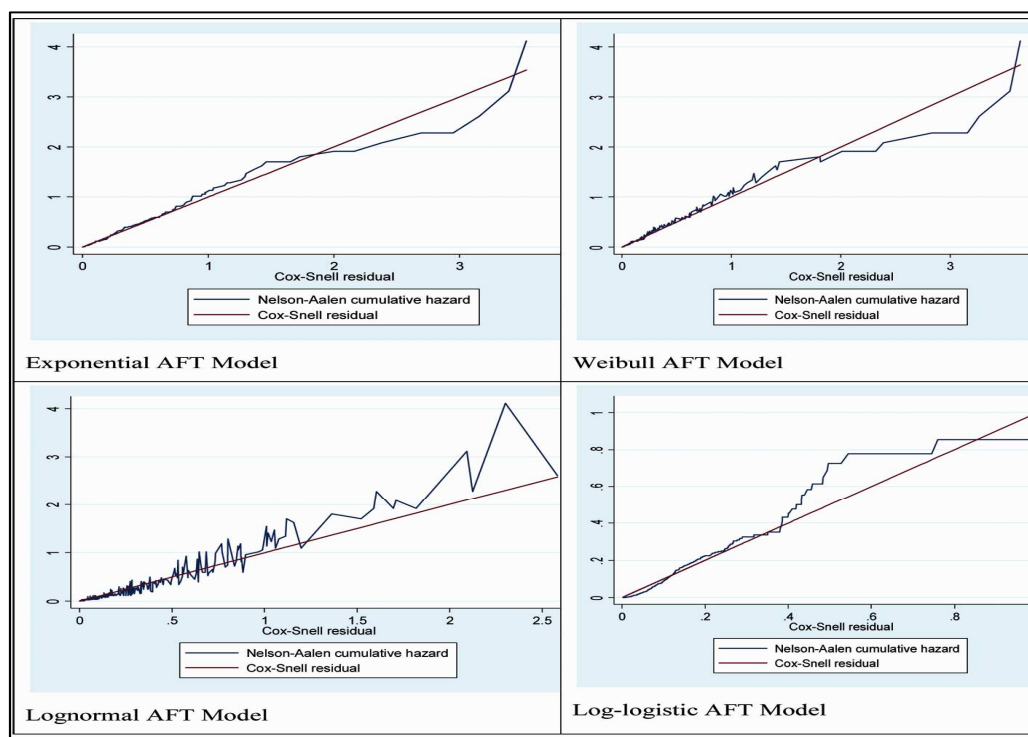 4
3
2
1
0
0 1 2 3
Cox-Snell residual
Nelson-Aalen cumulative hazard
Cox-Snell residual
Exponential AFT Model
4
3
2
1
0
0 1 2 3
Cox-Snell residual
Nelson-Aalen cumulative hazard
Cox-Snell residual
Weibull AFT Model
4
3
2
1
0
0 .5 1 1.5 2 2.5
Cox-Snell residual
Nelson-Aalen cumulative hazard
Cox-Snell residual
Lognormal AFT Model
1
.8
.6
.4
.2
0
0 .2 .4 .6 .8
Cox-Snell residual
Nelson-Aalen cumulative hazard
Cox-Snell residual
Log-logistic AFT Model